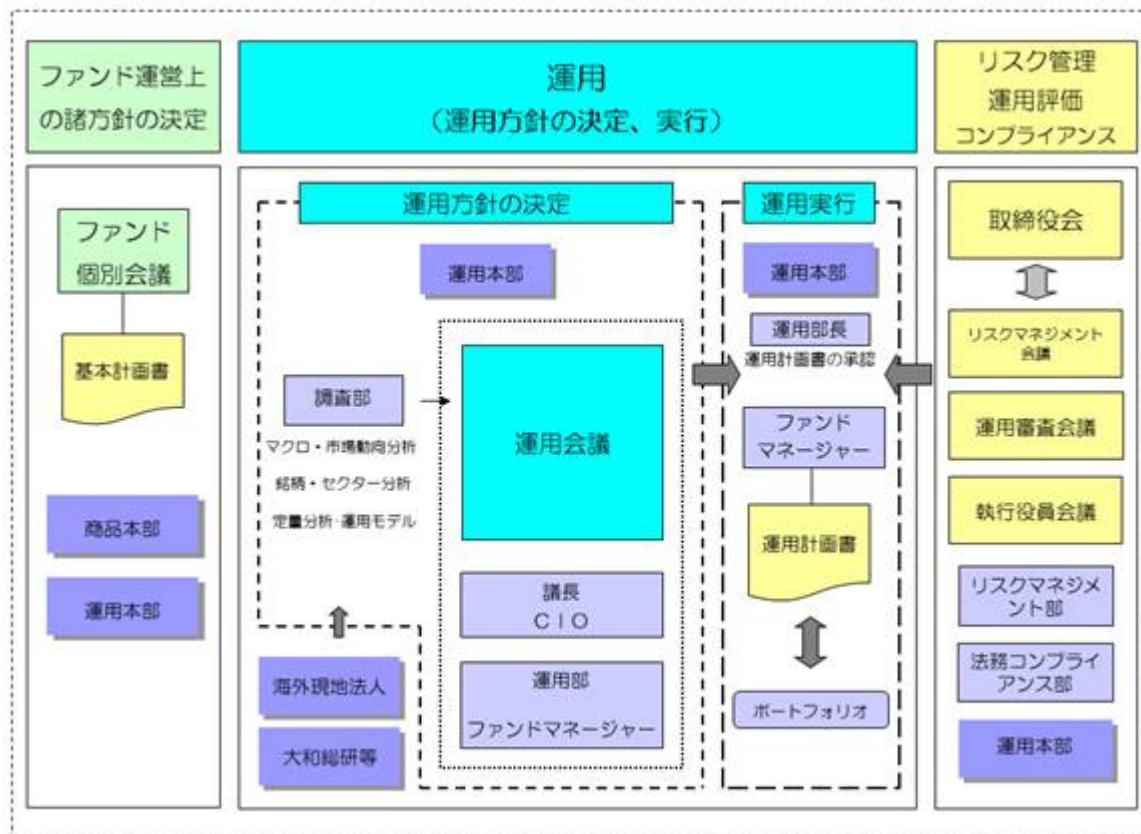 ファンド運営上
の諸方針の決定
運用
（運用方針の決定、実行）
リスク管理
運用評価
コンプライアンス
ファンド
個別会議
基本計画書
商品本部
運用本部
運用方針の決定
運用本部
調査部
マクロ・市場動向分析
銘柄・セクター分析
定量分析・運用モデル
運用会議
議長
ＣＩＯ
運用部
ファンドマネージャー
海外現地法人
大和総研等
運用実行
運用本部
運用部長
運用計画書の承認
ファンド
マネージャー
運用計画書
ポートフォリオ
取締役会
リスクマネジメント
会議
運用審査会議
執行役員会議
リスクマネジメ
ント部
法務コンプライ
アンス部
運用本部